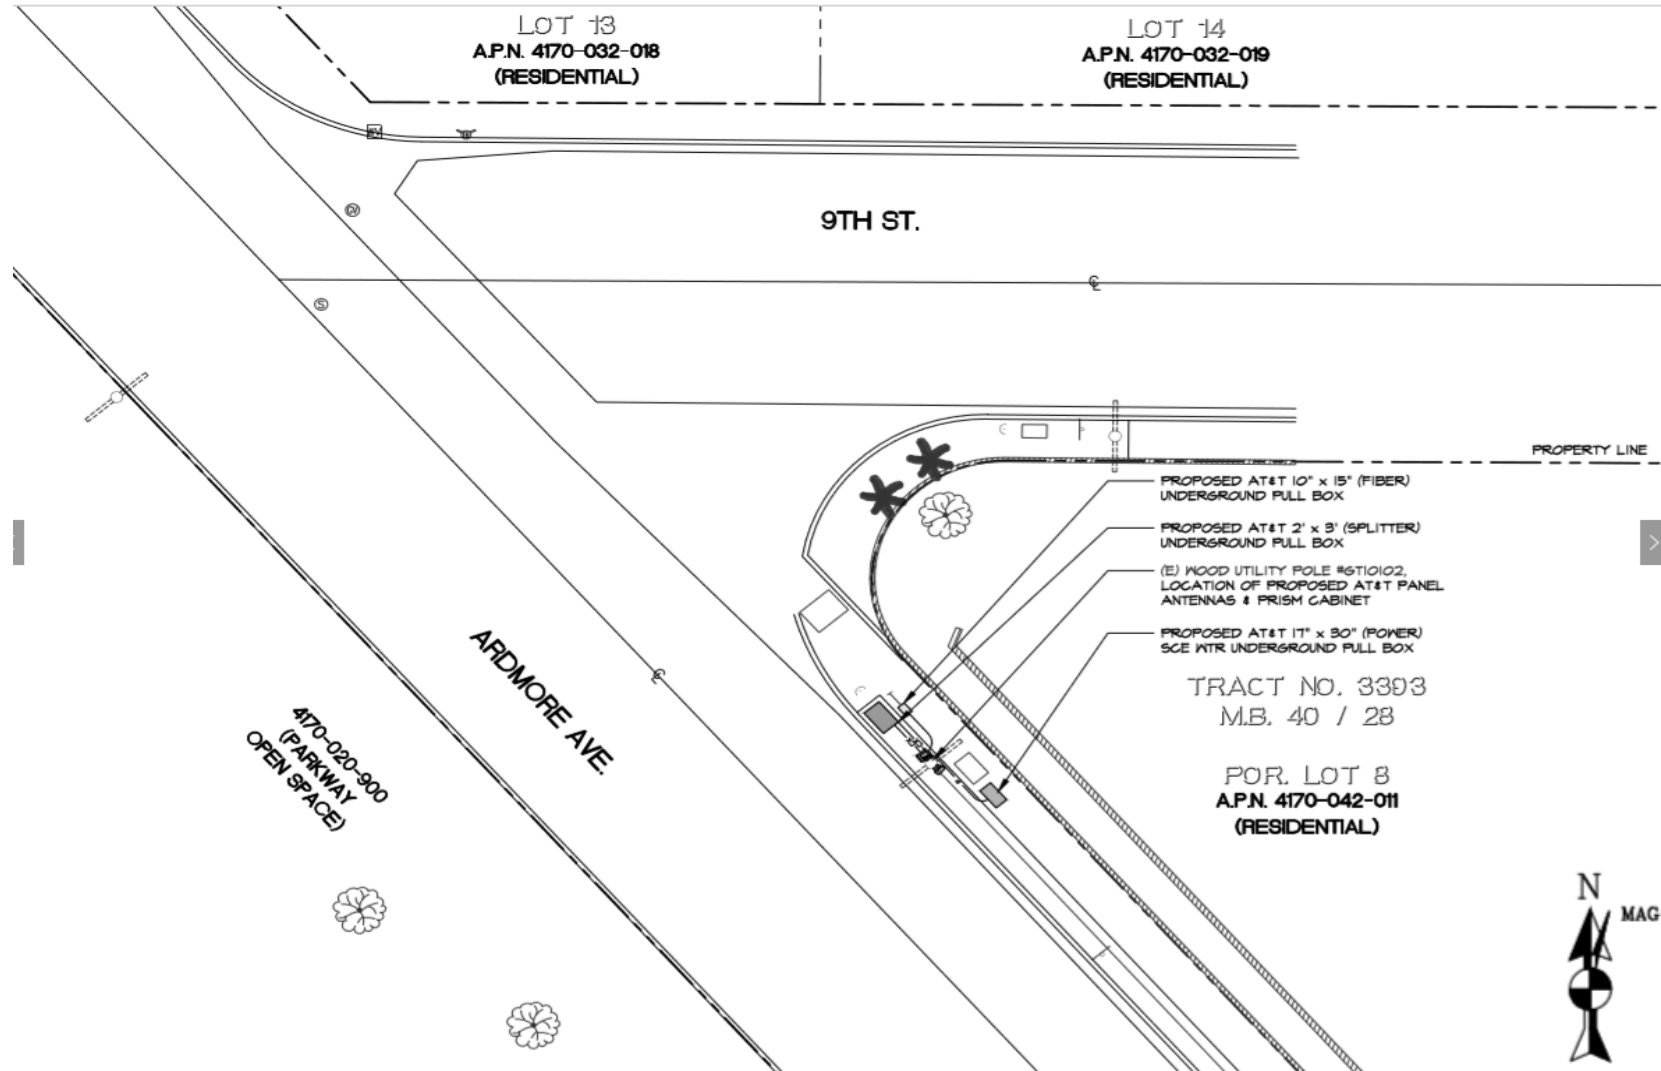 LOT 13
A.P.N. 4170-032-018
(RESIDENTIAL)
LOT 14
A.P.N. 4170-032-019
(RESIDENTIAL)
GV
9TH ST.
S
PROPERTY LINE
PROPOSED AT&T 10" x 15" (FIBER)
UNDERGROUND PULL BOX
PROPOSED AT&T 2' x 3' (SPLITTER)
UNDERGROUND PULL BOX
(E) WOOD UTILITY POLE #GT10102,
LOCATION OF PROPOSED AT&T PANEL
ANTENNAS & PRISM CABINET
PROPOSED AT&T 17" x 30" (POWER)
SCE WTR UNDERGROUND PULL BOX
ARDMORE AVE.
4170-020-900
(PARKWAY
OPEN SPACE)
TRACT NO. 3393
M.B. 40 / 28
POR. LOT 8
A.P.N. 4170-042-011
(RESIDENTIAL)
N
MAG